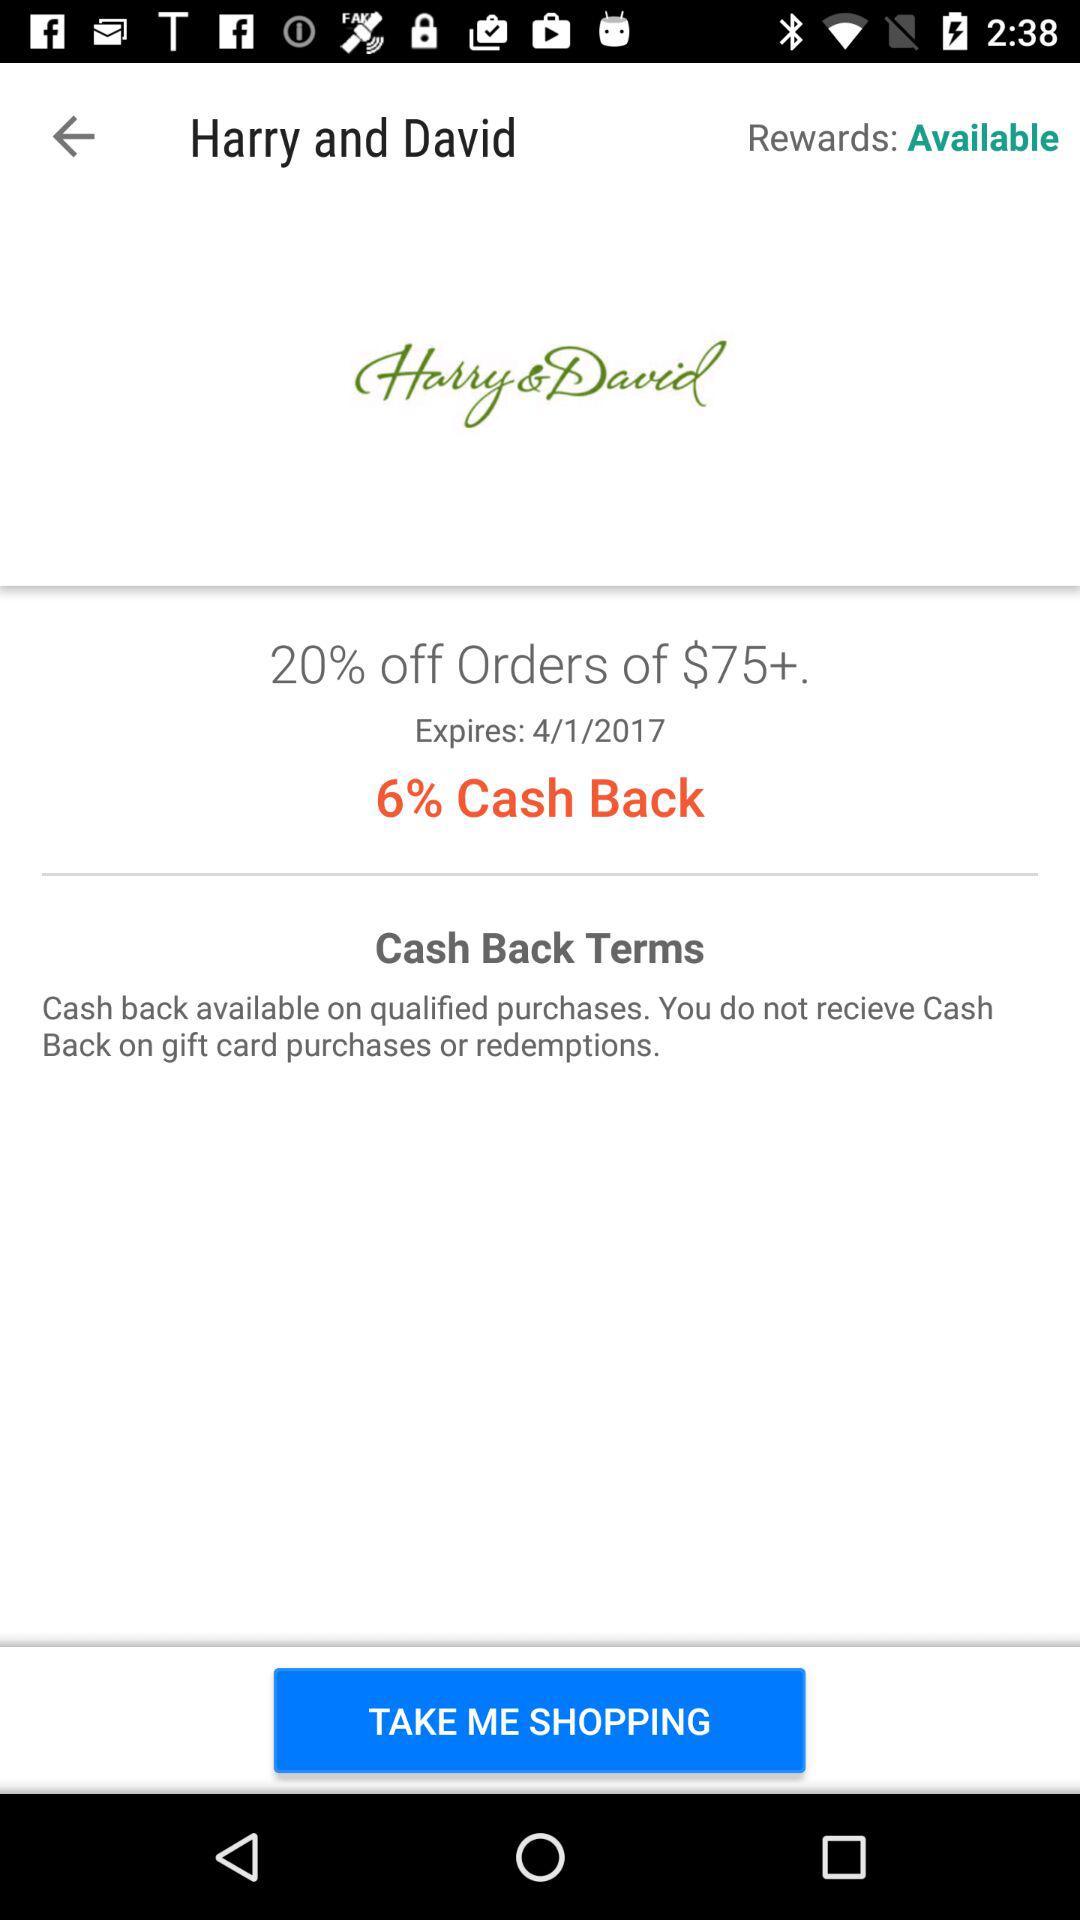 FAKE 2:38
Harry and David Rewards: Available
Harry & David
20% off Orders of $75+.
Expires: 4/1/2017
6% Cash Back
Cash Back Terms
Cash back available on qualified purchases. You do not recieve Cash
Back on gift card purchases or redemptions.
TAKE ME SHOPPING